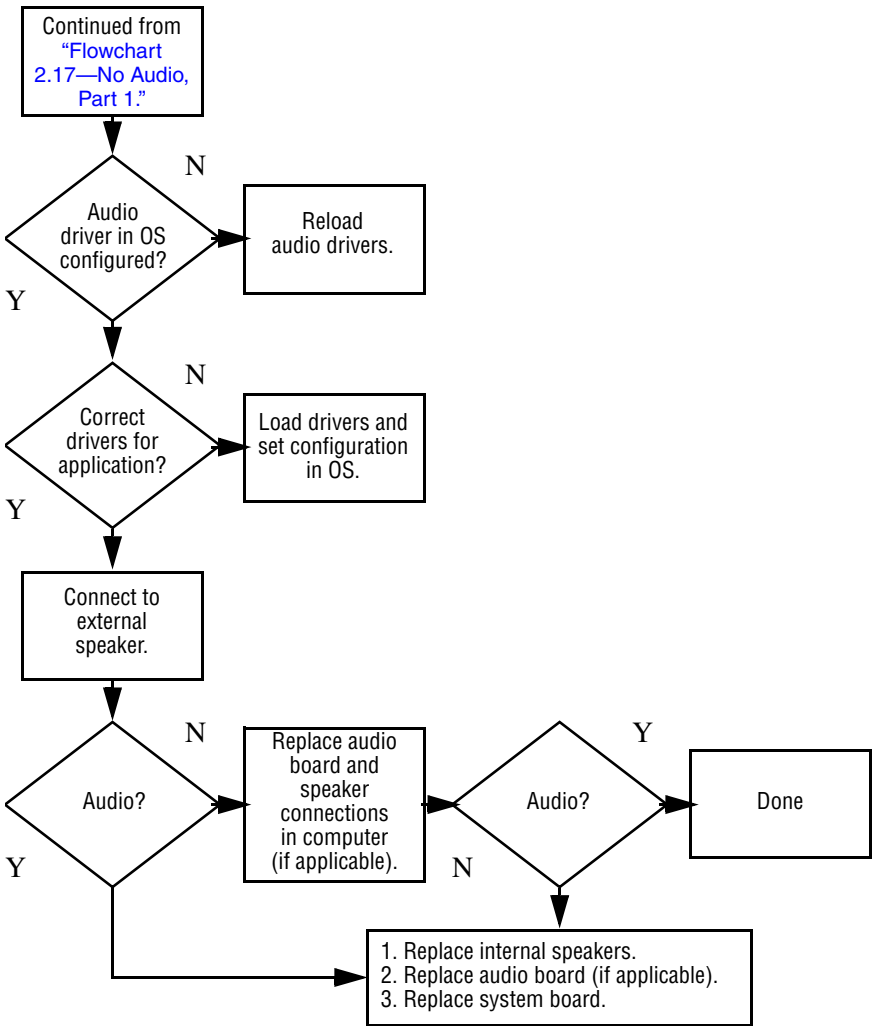 Continued from
“Flowchart
2.17—No Audio,
Part 1.”
N
Audio
driver in OS
configured?
Reload
audio drivers.
Y
N
Correct
drivers for
application?
Load drivers and
set configuration
in OS.
Y
Connect to
external
speaker.
N
Audio?
Replace audio
board and
speaker
connections
in computer
(if applicable).
Y
Audio?
Y
Done
N
1. Replace internal speakers.
2. Replace audio board (if applicable).
3. Replace system board.